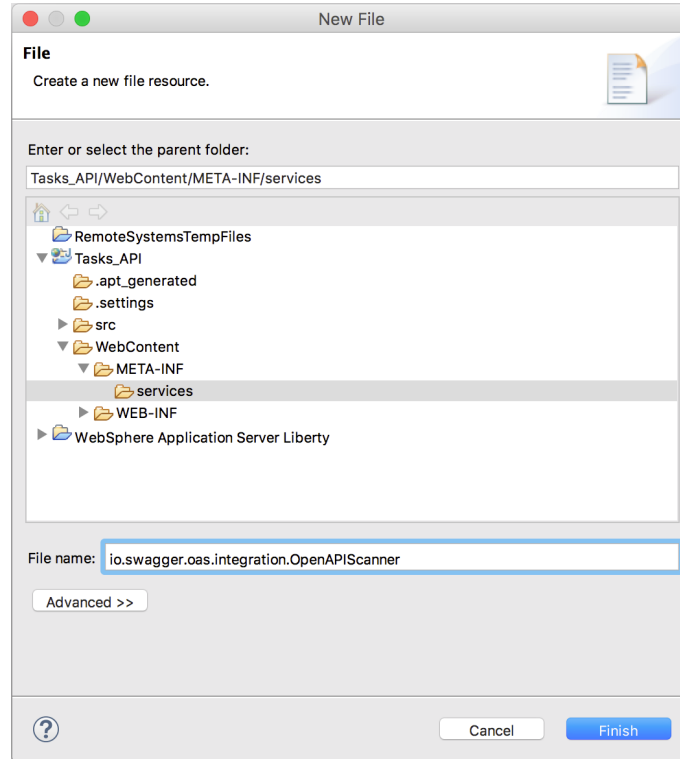 New File
File
Create a new file resource.
Enter or select the parent folder:
Tasks_API/WebContent/META-INF/services
RemoteSystemsTempFiles
Tasks_API
.apt_generated
.settings
src
WebContent
META-INF
services
WEB-INF
WebSphere Application Server Liberty
File name: io.swagger.oas.integration.OpenAPIScanner
Advanced >>
? Cancel Finish